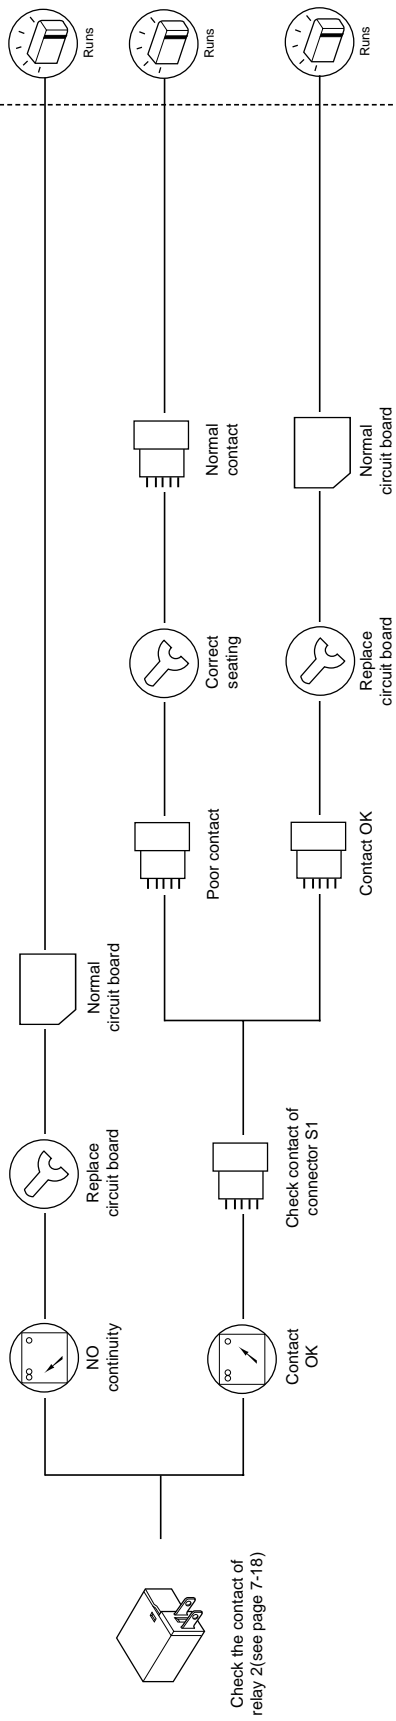 Check the contact of
relay 2(see page 7-18)
NO
continuity
Replace
circuit board
Normal
circuit board
Runs
Contact
OK
Check contact of
connector S1
Poor contact
Correct
seating
Normal
contact
Runs
Contact OK
Replace
circuit board
Normal
circuit board
Runs